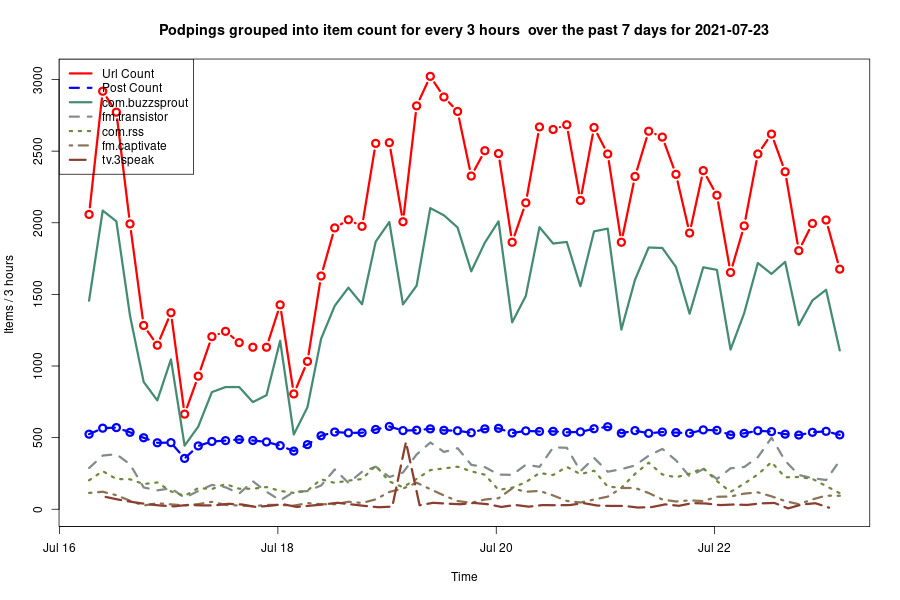 Podpings grouped into item count for every 3 hours over the past 7 days for 2021-07-23
Url Count
Post Count
com.buzzsprout
fm.transistor
com.rss
fm.captivate
tv.3speak
Items / 3 hours
3000
2500
2000
1500
1000
500
0
Jul 16
Jul 18
Jul 20
Jul 22
Time